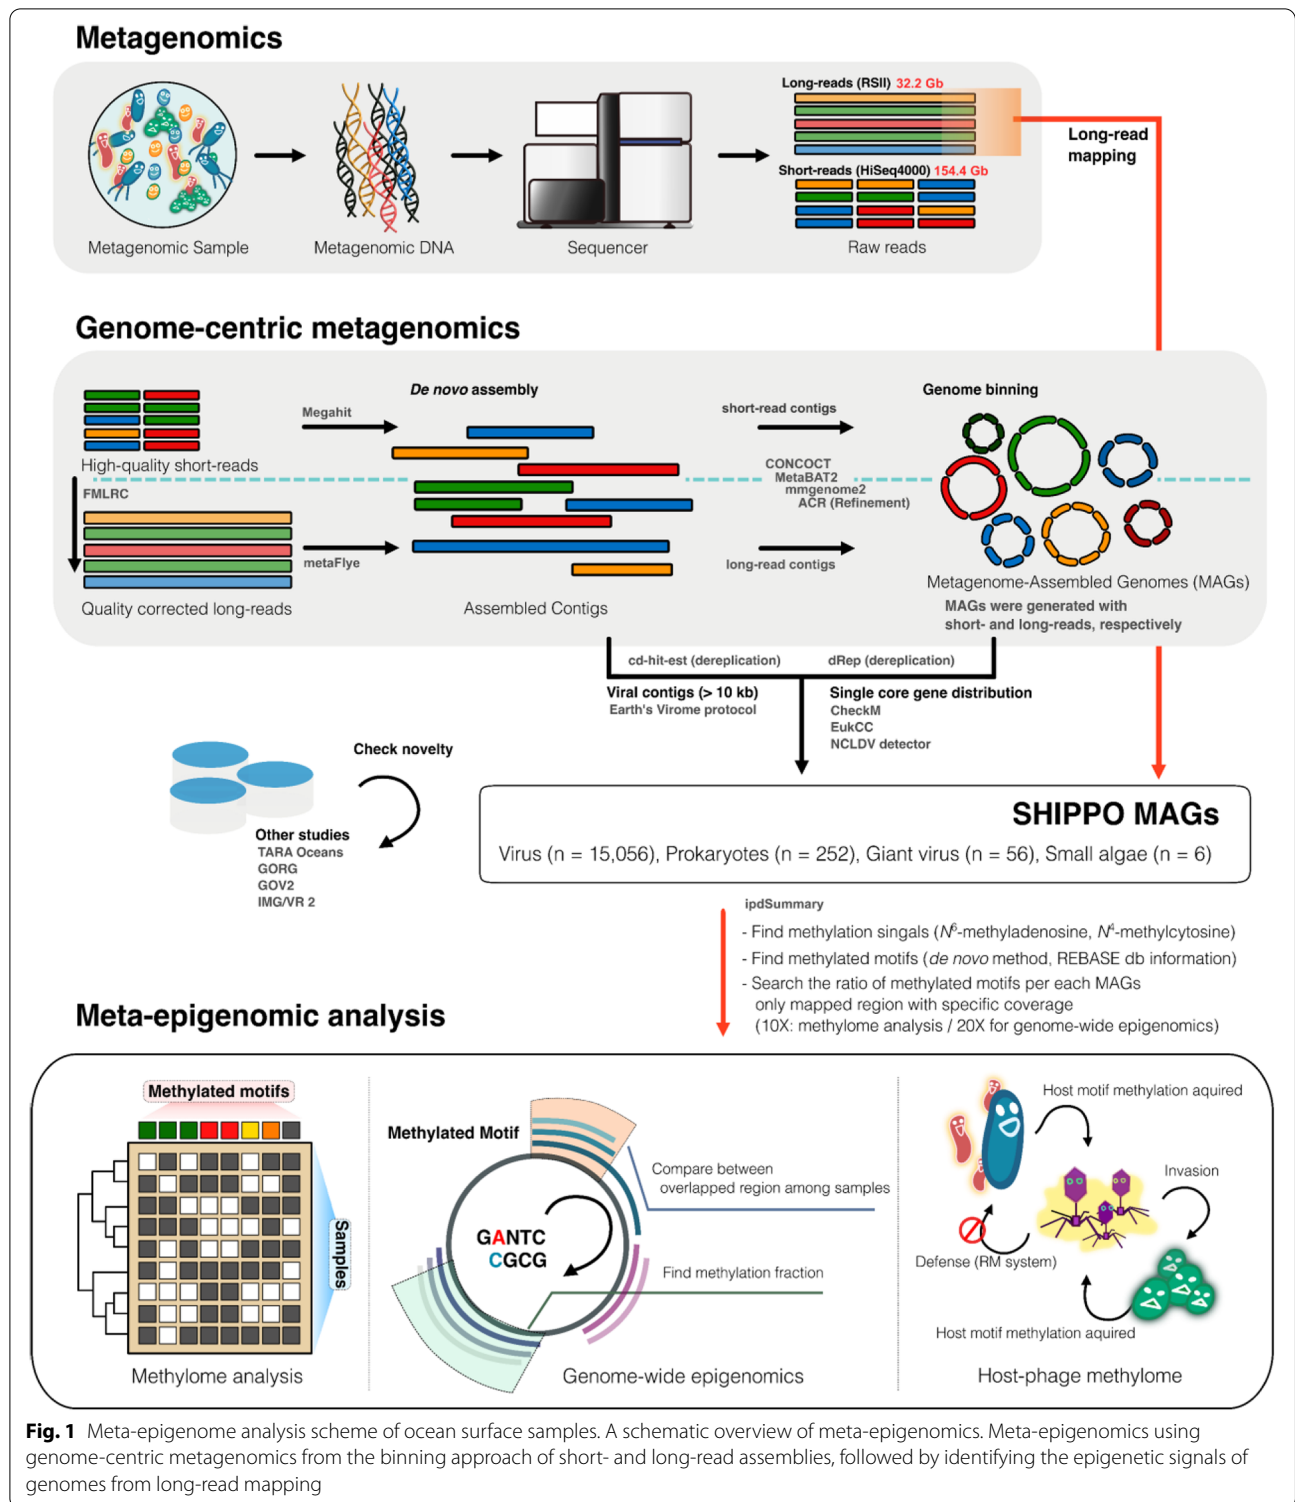 Metagenomics
Long-reads (RSII) 32.2 Gb
Long-read
mapping
Short-reads (HiSeq4000) 154.4 Gb
Metagenomic Sample
Metagenomic DNA
Sequencer
Raw reads
Genome-centric metagenomics
De novo assembly
Genome binning
Megahit
short-read contigs
High-quality short-reads
CONCOCT
MetaBAT2
mmgenome2
ACR (Refinement)
FMLRC
metaFlye
long-read contigs
Quality corrected long-reads
Assembled Contigs
Metagenome-Assembled Genomes (MAGs)
MAGs were generated with
short- and long-reads, respectively
cd-hit-est (dereplication)
dRep (dereplication)
Viral contigs (> 10 kb)
Earth's Virome protocol
Single core gene distribution
CheckM
EukCC
NCLDV detector
Check novelty
Other studies
TARA Oceans
GORG
GOV2
IMG/VR 2
SHIPPO MAGs
Virus (n = 15,056), Prokaryotes (n = 252), Giant virus (n = 56), Small algae (n = 6)
ipdSummary
- Find methylation singals (N⁶-methyladenosine, N⁴-methylcytosine)
- Find methylated motifs (de novo method, REBASE db information)
- Search the ratio of methylated motifs per each MAGs
only mapped region with specific coverage
(10X: methylome analysis / 20X for genome-wide epigenomics)
Meta-epigenomic analysis
Methylated motifs
Samples
Methylome analysis
Methylated Motif
Compare between
overlapped region among samples
GANTC
CGCG
Find methylation fraction
Genome-wide epigenomics
Host motif methylation aquired
Invasion
Defense (RM system)
Host motif methylation aquired
Host-phage methylome
Fig. 1 Meta-epigenome analysis scheme of ocean surface samples. A schematic overview of meta-epigenomics. Meta-epigenomics using
genome-centric metagenomics from the binning approach of short- and long-read assemblies, followed by identifying the epigenetic signals of
genomes from long-read mapping